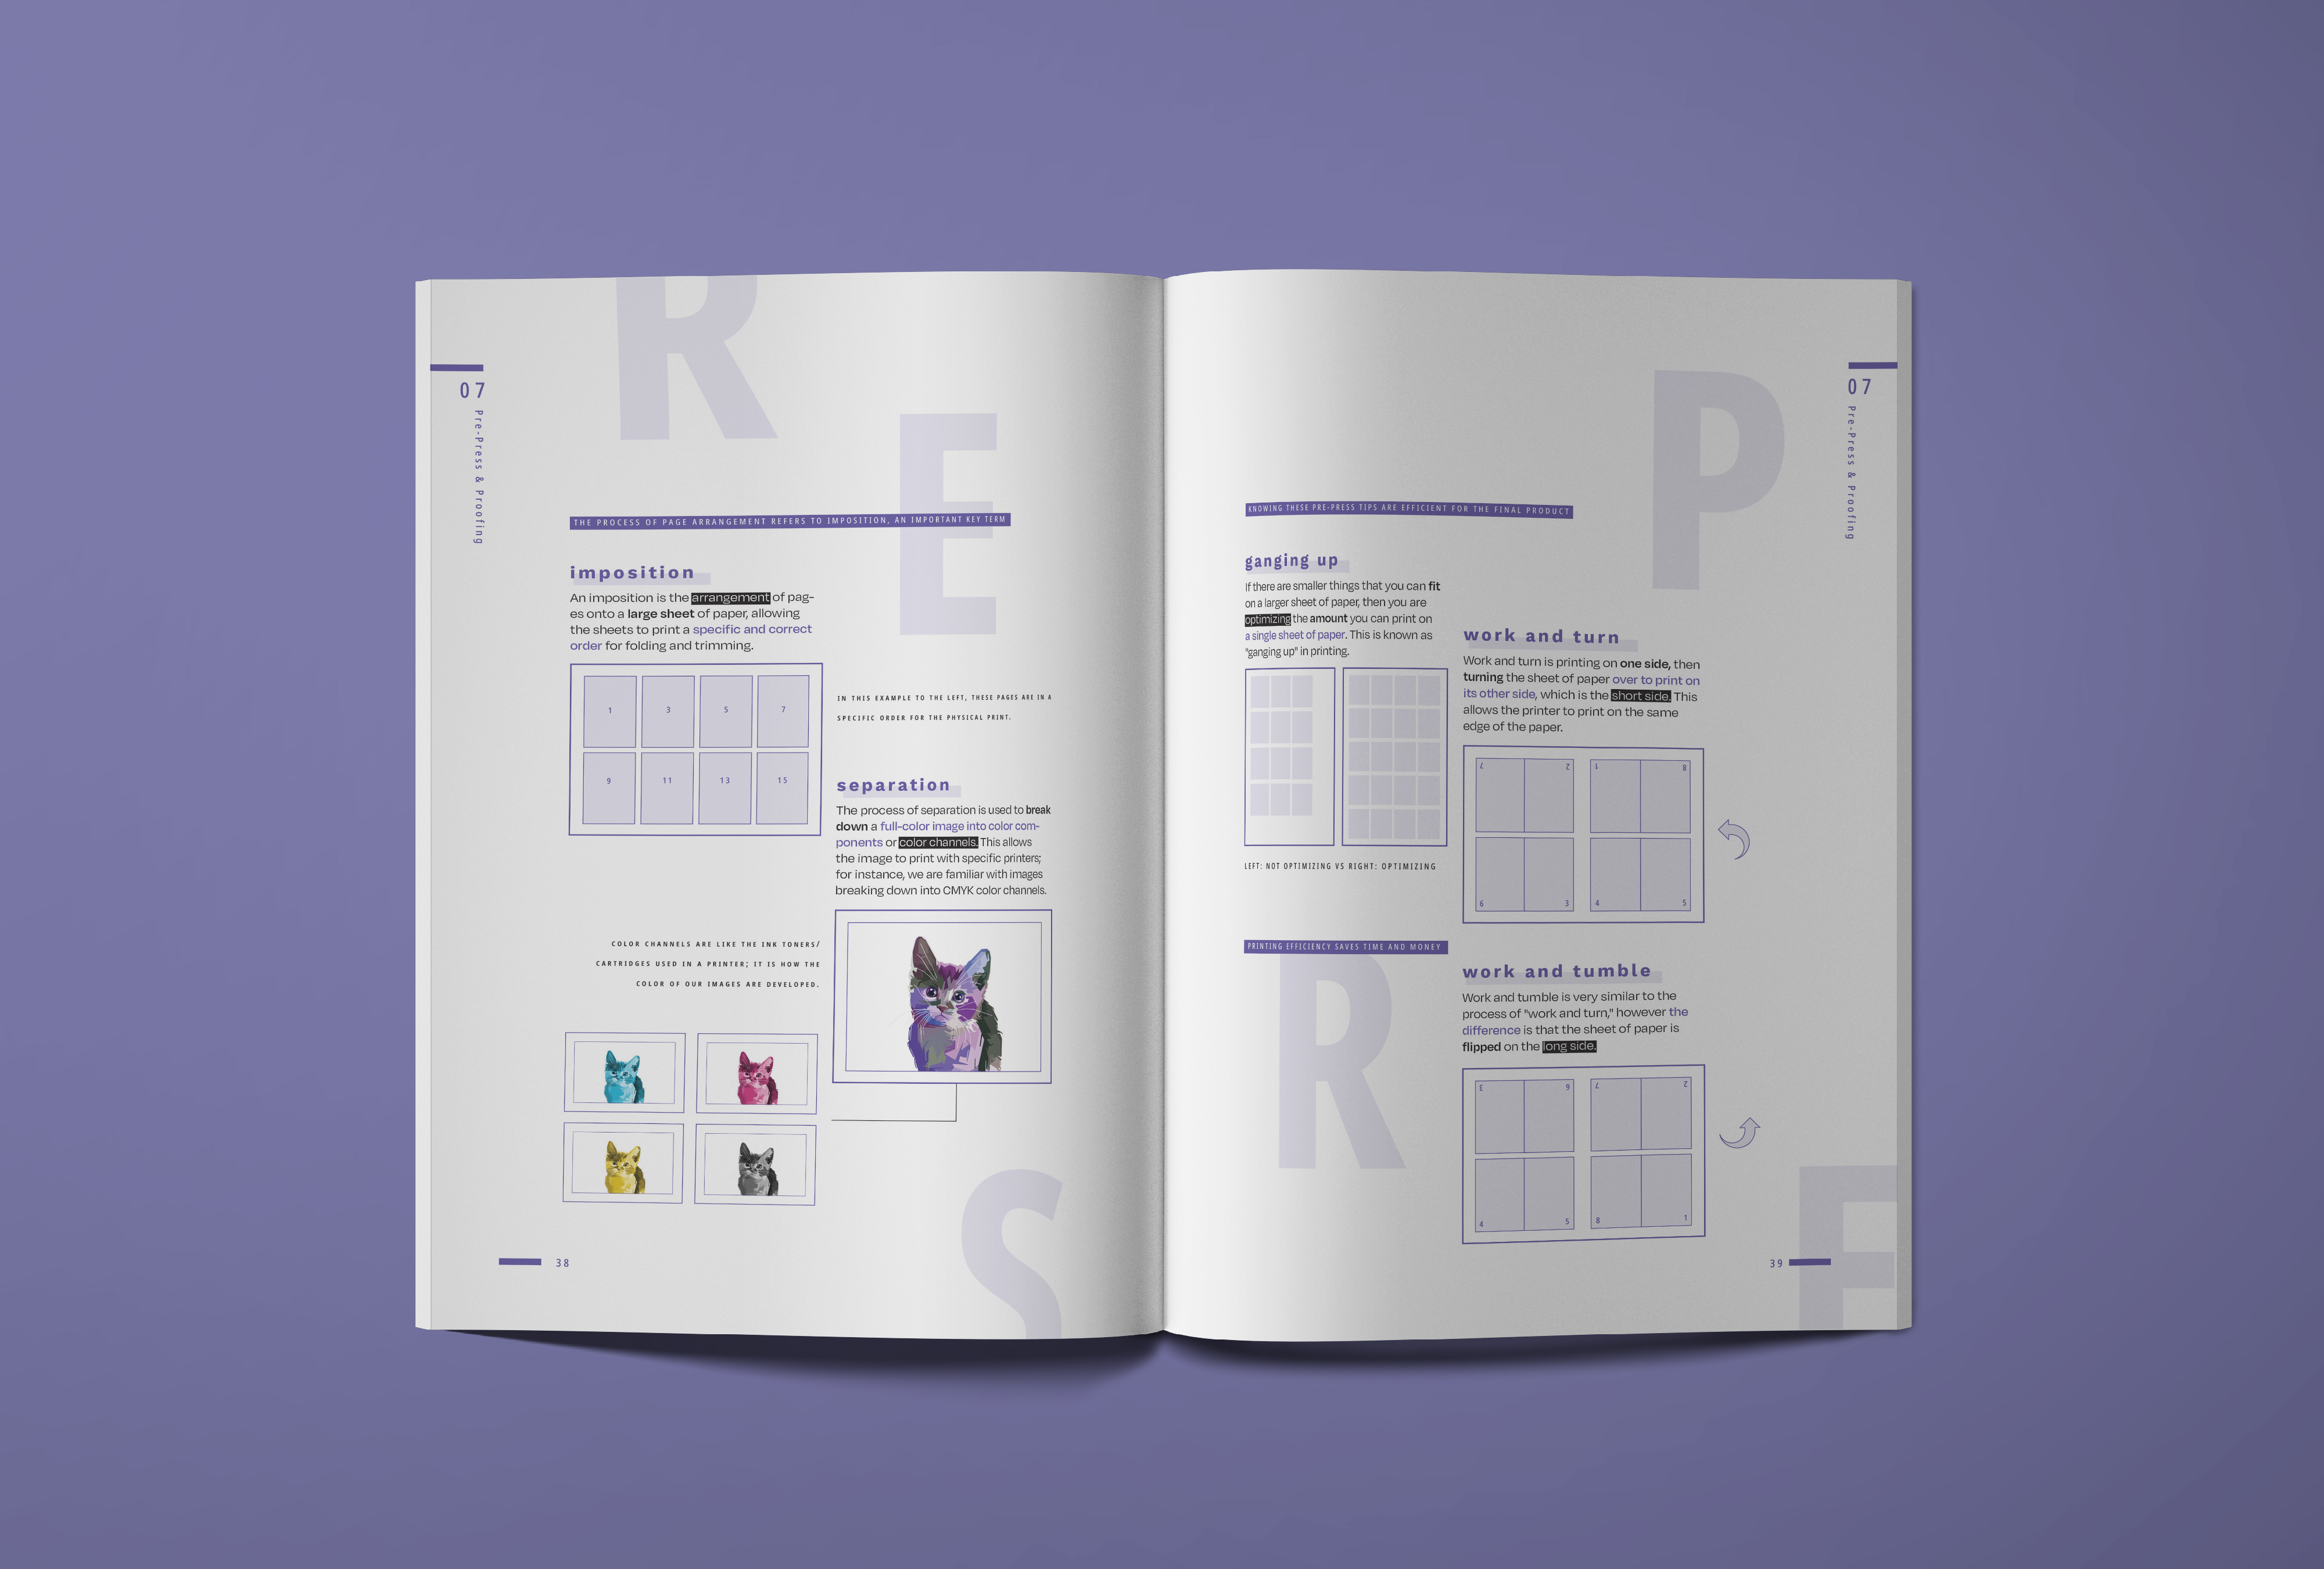 R
E
07
Pre-Press & Proofing
THE PROCESS OF PAGE ARRANGEMENT REFERS TO IMPOSITION, AN IMPORTANT KEY TERM
imposition
An imposition is the arrangement of pag-
es onto a large sheet of paper, allowing
the sheets to print a specific and correct
order for folding and trimming.
1 3 5 7
9 11 13 15
IN THIS EXAMPLE TO THE LEFT, THESE PAGES ARE IN A
SPECIFIC ORDER FOR THE PHYSICAL PRINT.
separation
The process of separation is used to break
down a full-color image into color com-
ponents or color channels. This allows
the image to print with specific printers;
for instance, we are familiar with images
breaking down into CMYK color channels.
COLOR CHANNELS ARE LIKE THE INK TONERS/
CARTRIDGES USED IN A PRINTER; IT IS HOW THE
COLOR OF OUR IMAGES ARE DEVELOPED.
S
38
P
07
Pre-Press & Proofing
KNOWING THESE PRE-PRESS TIPS ARE EFFICIENT FOR THE FINAL PRODUCT
ganging up
If there are smaller things that you can fit
on a larger sheet of paper, then you are
optimizing the amount you can print on
a single sheet of paper. This is known as
"ganging up" in printing.
LEFT: NOT OPTIMIZING VS RIGHT: OPTIMIZING
PRINTING EFFICIENCY SAVES TIME AND MONEY
R
work and turn
Work and turn is printing on one side, then
turning the sheet of paper over to print on
its other side, which is the short side. This
allows the printer to print on the same
edge of the paper.
7 2 1 8
6 3 4 5
work and tumble
Work and tumble is very similar to the
process of "work and turn," however the
difference is that the sheet of paper is
flipped on the long side.
3 6 7 2
4 5 8 1
E
39